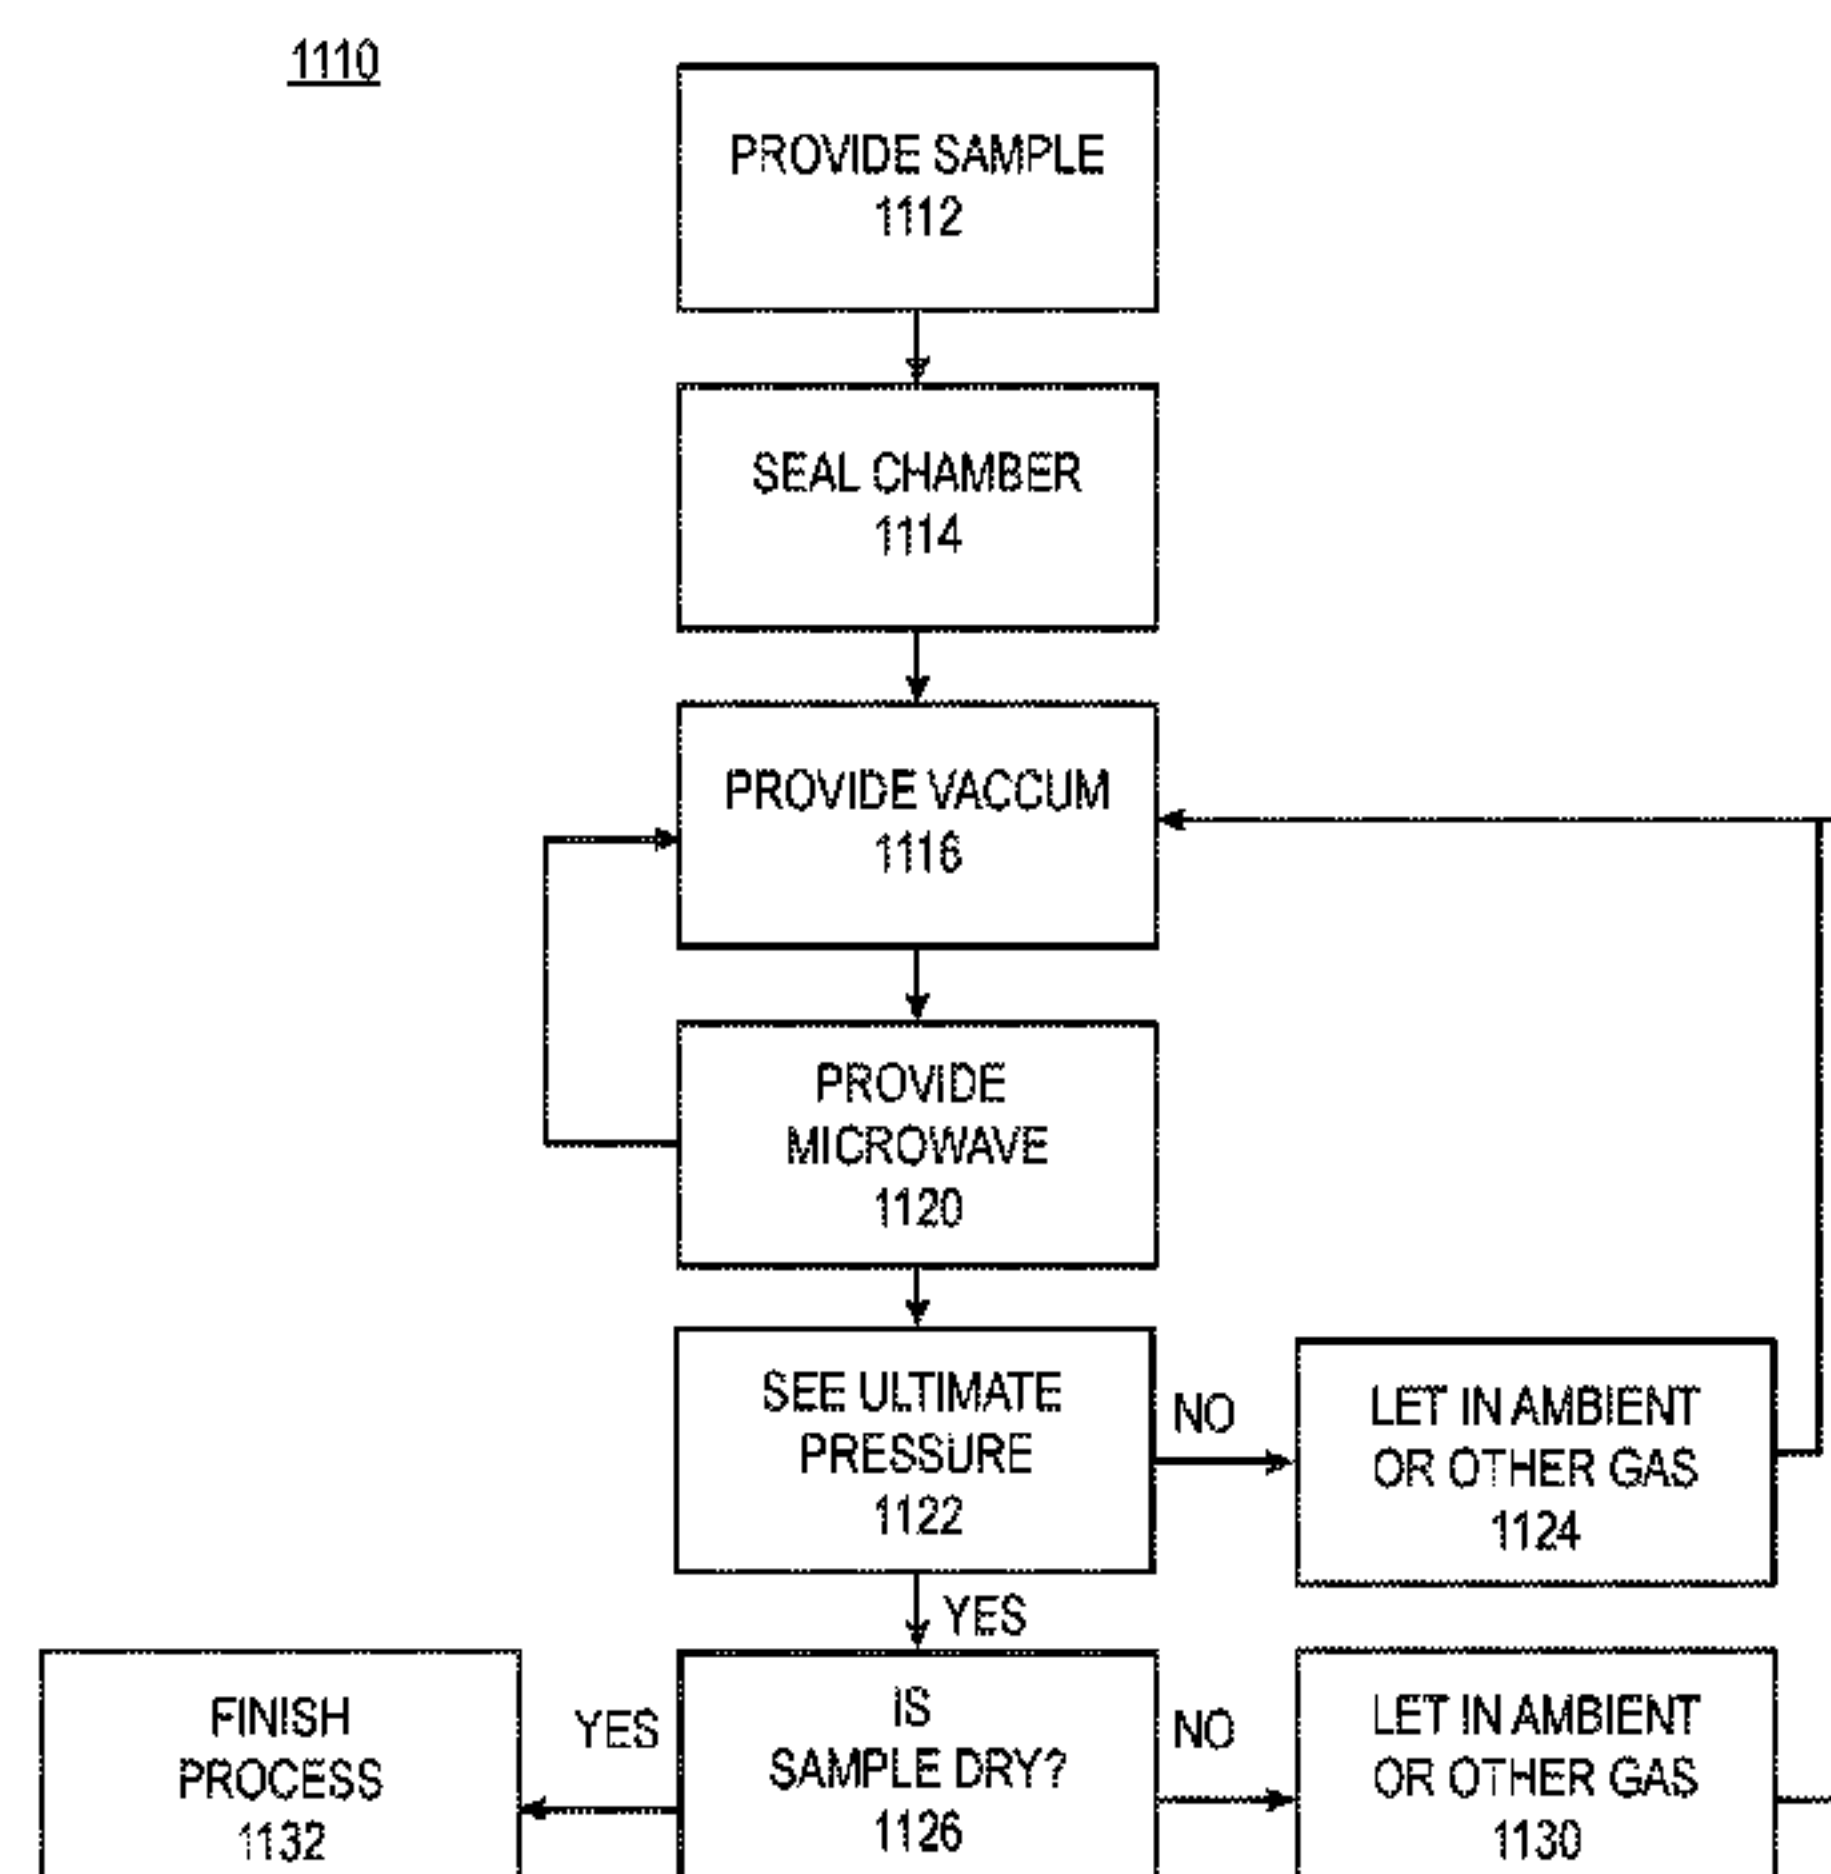 1110
PROVIDE SAMPLE
1112
SEAL CHAMBER
1114
PROVIDE VACCUM
1116
PROVIDE
MICROWAVE
1120
SEE ULTIMATE
PRESSURE
1122
NO
LET IN AMBIENT
OR OTHER GAS
1124
YES
FINISH
PROCESS
1132
YES
IS
SAMPLE DRY?
1126
NO
LET IN AMBIENT
OR OTHER GAS
1130